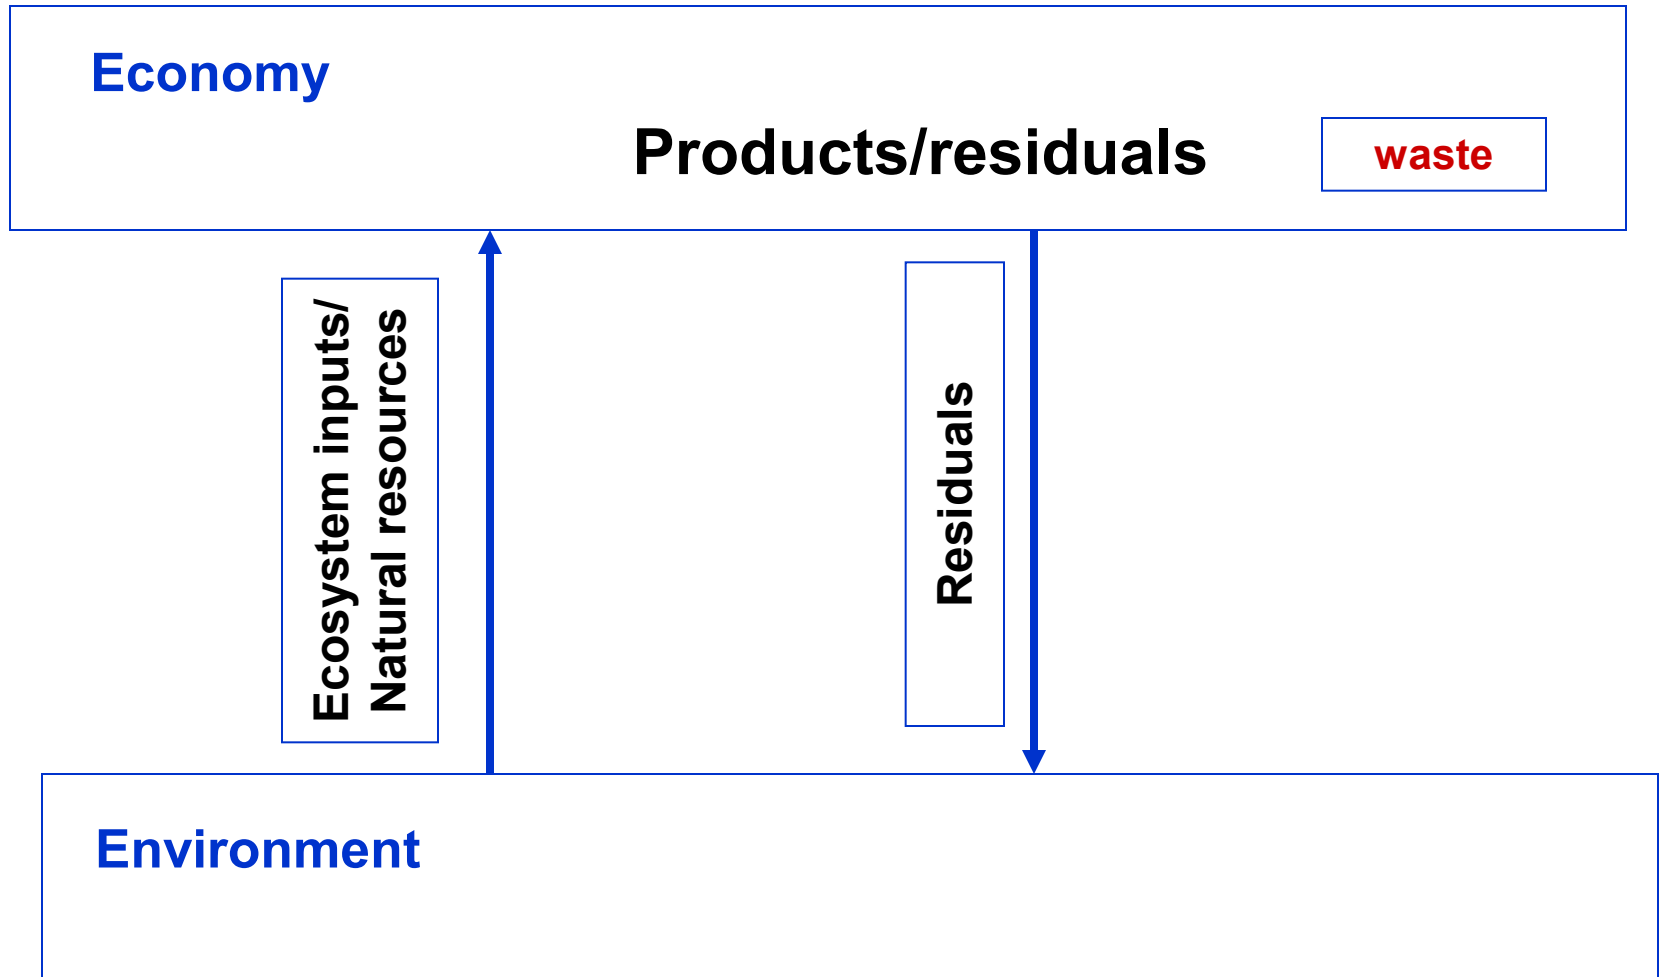 Economy
Products/residuals
waste
Ecosystem inputs/
Natural resources
Residuals
Environment